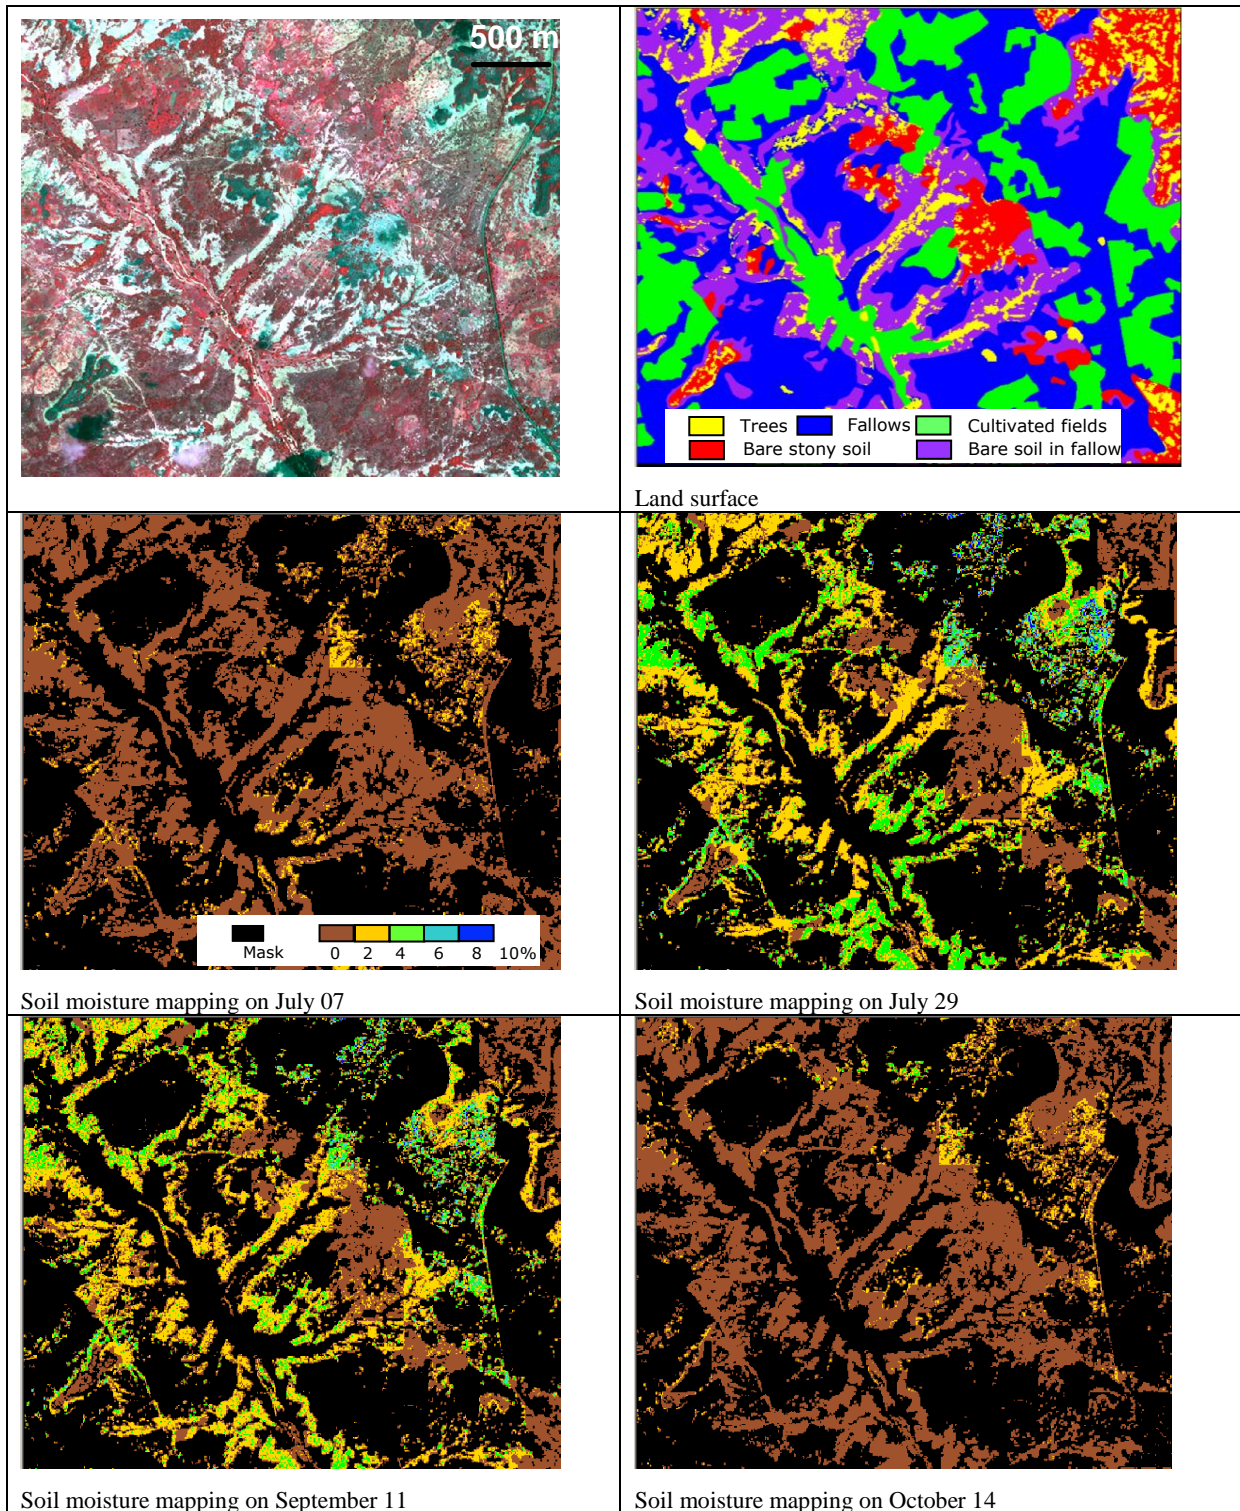 500 m
Trees Fallows Cultivated fields
Bare stony soil Bare soil in fallow
Land surface
Mask 0 2 4 6 8 10%
Soil moisture mapping on July 07
Soil moisture mapping on July 29
Soil moisture mapping on September 11
Soil moisture mapping on October 14